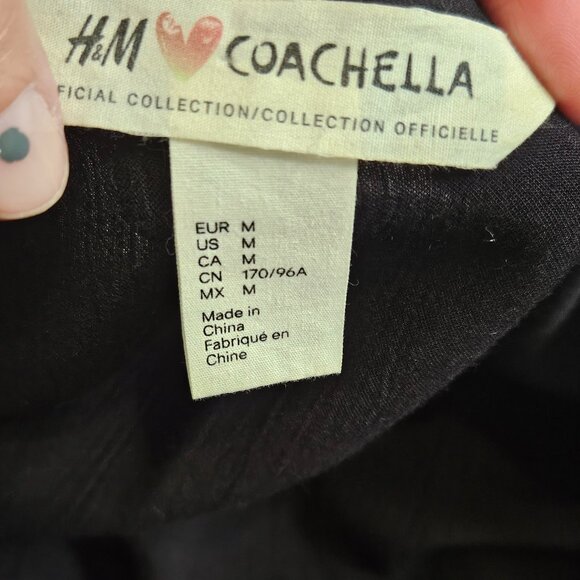 H&M COACHELLA
FICIAL COLLECTION/COLLECTION OFFICIELLE
EUR M
US M
CA M
CN 170/96A
MX M
Made in
China
Fabriqué en
Chine